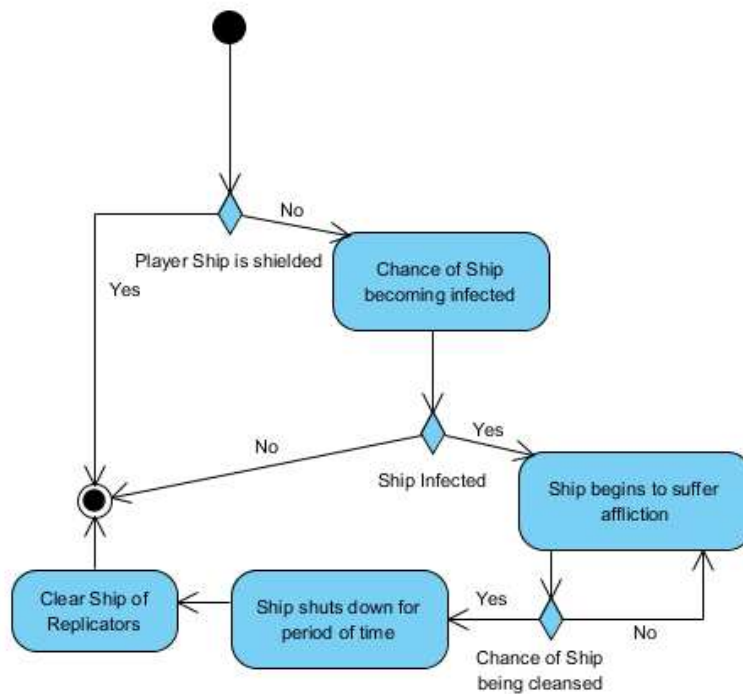 No
Player Ship is shielded
Yes
Chance of Ship
becoming infected
No
Yes
Ship Infected
Ship begins to suffer
affliction
Clear Ship of
Replicators
Ship shuts down for
period of time
Yes
No
Chance of Ship
being cleansed